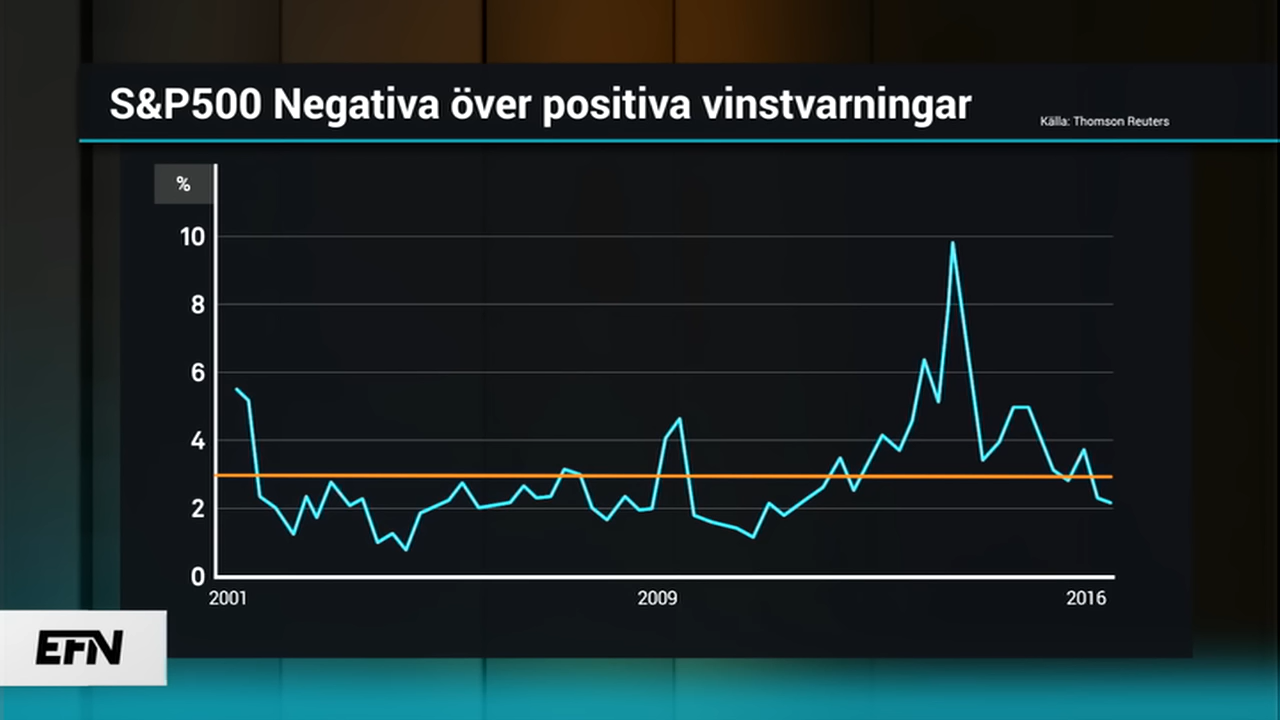 S&P500 Negativa över positiva vinstvarningar
Källa: Thomson Reuters
%
10
8
6
4
2
0
2001 2009 2016
EFN